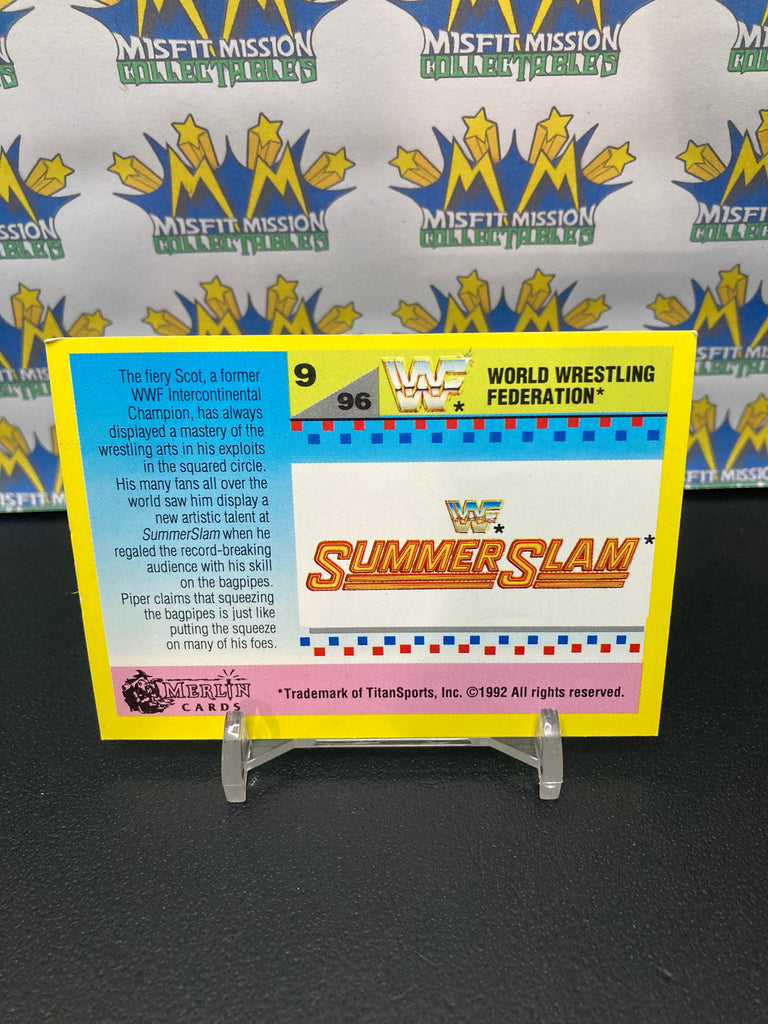 MISFIT MISSION
COLLECTABLES
MISFIT MISSION
COLLECTABLES
MISFIT MISSION
COLLECTABLES
MISFIT MISSION
COLLECTABLES
The fiery Scot, a former
WWF Intercontinental
Champion, has always
displayed a mastery of the
wrestling arts in his exploits
in the squared circle.
His many fans all over the
world saw him display a
new artistic talent at
SummerSlam when he
regaled the record-breaking
audience with his skill
on the bagpipes.
Piper claims that squeezing
the bagpipes is just like
putting the squeeze
on many of his foes.
9
96
WF*
WORLD WRESTLING
FEDERATION*
WF*
SUMMERSLAM*
MERLIN
CARDS
*Trademark of TitanSports, Inc. ©1992 All rights reserved.